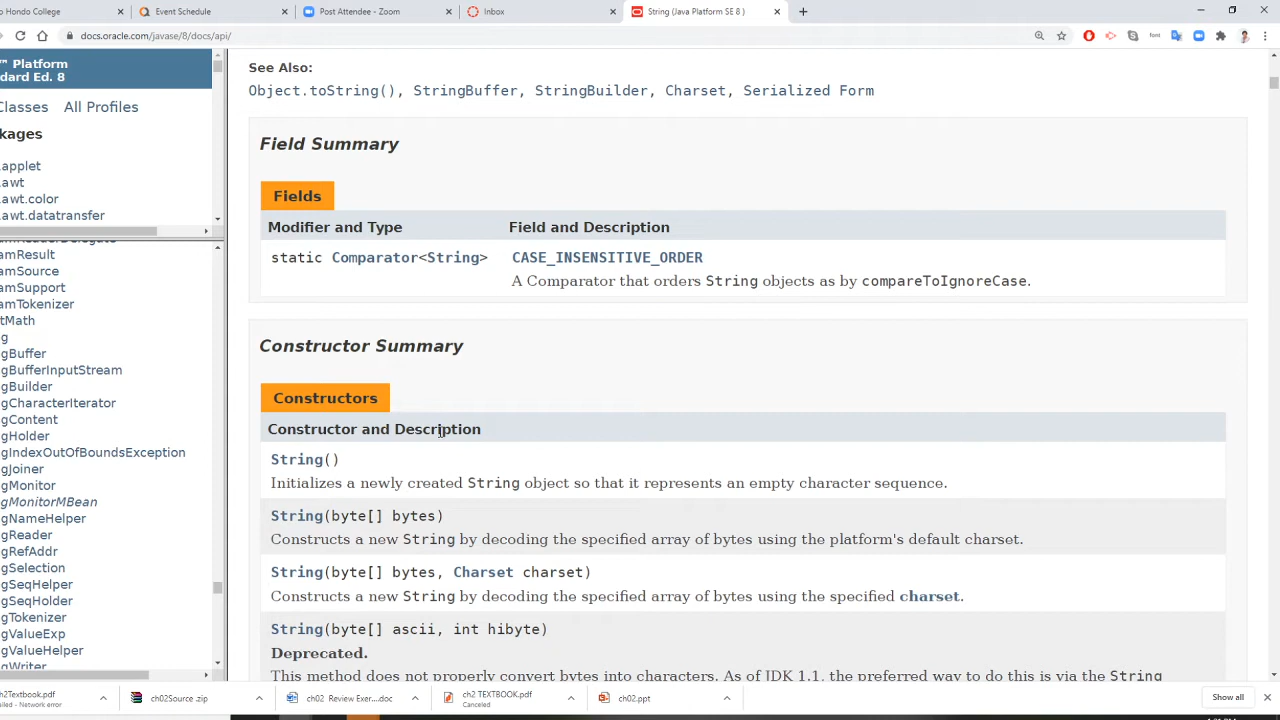 o Hondo College
Event Schedule
Post Attendee - Zoom
Inbox
String (Java Platform SE 8 )
docs.oracle.com/javase/8/docs/api/
™ Platform
dard Ed. 8
Classes All Profiles
kages
.applet
.awt
.awt.color
.awt.datatransfer
amResult
amSource
amSupport
amTokenizer
tMath
g
gBuffer
gBufferInputStream
gBuilder
gCharacterIterator
gContent
gHolder
gIndexOutOfBoundsException
gJoiner
gMonitor
gMonitorMBean
gNameHelper
gReader
gRefAddr
gSelection
gSeqHelper
gSeqHolder
gTokenizer
gValueExp
gValueHelper
gWriter
See Also:
Object.toString(), StringBuffer, StringBuilder, Charset, Serialized Form
Field Summary
Fields
Modifier and Type Field and Description
static Comparator<String> CASE_INSENSITIVE_ORDER
A Comparator that orders String objects as by compareToIgnoreCase.
Constructor Summary
Constructors
Constructor and Description
String()
Initializes a newly created String object so that it represents an empty character sequence.
String(byte[] bytes)
Constructs a new String by decoding the specified array of bytes using the platform's default charset.
String(byte[] bytes, Charset charset)
Constructs a new String by decoding the specified array of bytes using the specified charset.
String(byte[] ascii, int hibyte)
Deprecated.
This method does not properly convert bytes into characters. As of JDK 1.1, the preferred way to do this is via the String
ch2Textbook.pdf
ailed - Network error
ch02Source .zip
ch02 Review Exer....doc
ch2 TEXTBOOK.pdf
Canceled
ch02.ppt
Show all